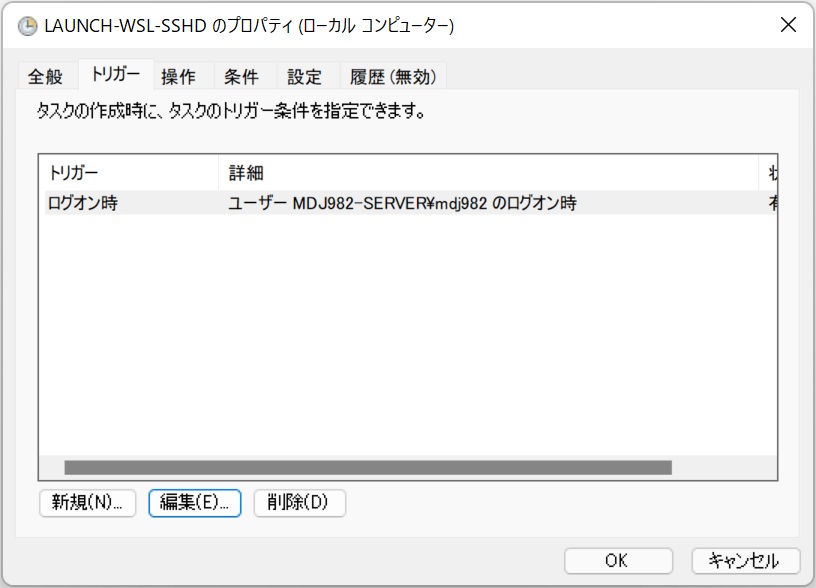 LAUNCH-WSL-SSHD のプロパティ (ローカル コンピューター)
全般 トリガー 操作 条件 設定 履歴 (無効)
タスクの作成時に、タスクのトリガー条件を指定できます。
トリガー 詳細
ログオン時 ユーザー MDJ982-SERVER¥mdj982 のログオン時
新規(N)... 編集(E)... 削除(D)
OK キャンセル